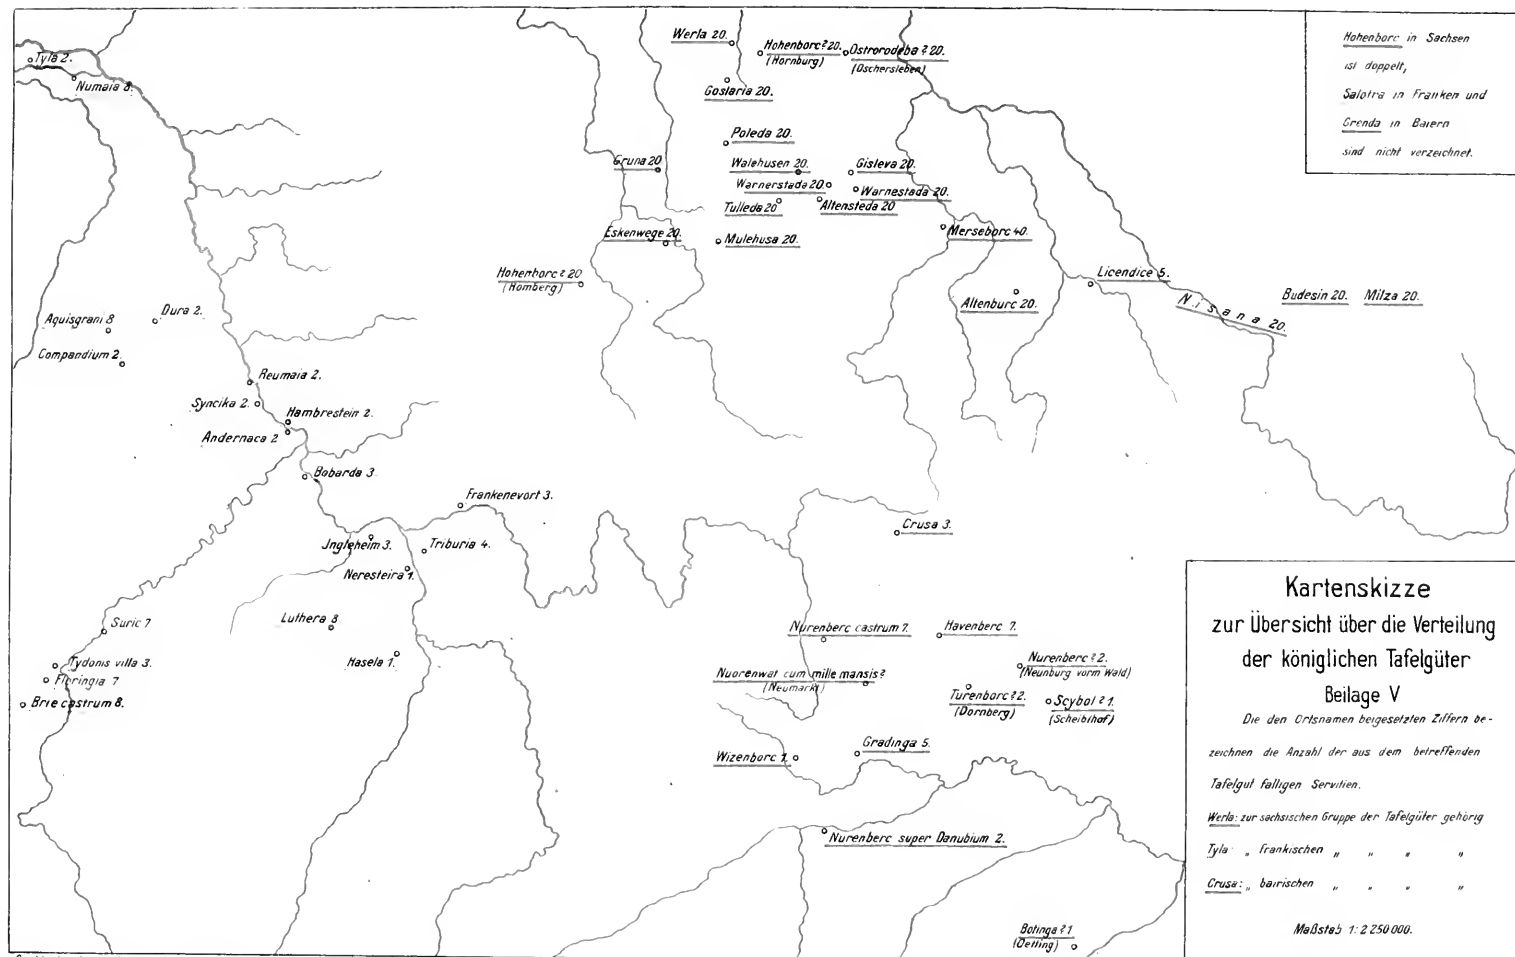 Hohenborc in Sachsen
ist doppelt,
Salotra in Franken und
Grenda in Baiern
sind nicht verzeichnet.
Werla 20.
Hohenborc? 20.
(Hornburg)
Ostrorodeba? 20.
(Oschersleben)
Goslaria 20.
Tyla 2.
Numaia 8.
Poleda 20.
Gruna 20
Walehusen 20.
Gisleva 20.
Warnerstada 20.
Warnestada 20.
Tulleda 20
Altensteda 20
Eskenwege 20.
Mulehusa 20.
Merseborc 40.
Hohenborc? 20
(Homberg)
Altenburc 20.
Licendice 5.
Nisana 20.
Budesin 20.
Milza 20.
Aquisgrani 8
Dura 2.
Compendium 2.
Reumaia 2.
Syncika 2.
Hambrestein 2.
Andernaca 2
Bobarda 3.
Frankenevort 3.
Crusa 3.
Jngleheim 3.
Triburia 4.
Neresteira 1.
Suric 7
Luthera 8.
Hasela 1.
Tydonis villa 3.
Floringia 7
Brie castrum 8.
Nurenberc castrum 7.
Havenberc 7.
Nuorenwat cum mille mansis?
(Neumarkt)
Nurenberc? 2.
(Neunburg vorm Wald)
Turenborc? 2.
(Dornberg)
Scybol? 1.
(Scheiblhof)
Wizenborc 1.
Gradinga 5.
Nurenberc super Danubium 2.
Botinga? 1
(Oetting)
Kartenskizze
zur Übersicht über die Verteilung
der königlichen Tafelgüter
Beilage V
Die den Ortsnamen beigesetzten Ziffern be-
zeichnen die Anzahl der aus dem betreffenden
Tafelgut fälligen Servitien.
Werla: zur sächsischen Gruppe der Tafelgüter gehörig
Tyla: „ fränkischen „ „ „ „
Crusa: „ bairischen „ „ „ „
Maßstab 1:2250000.